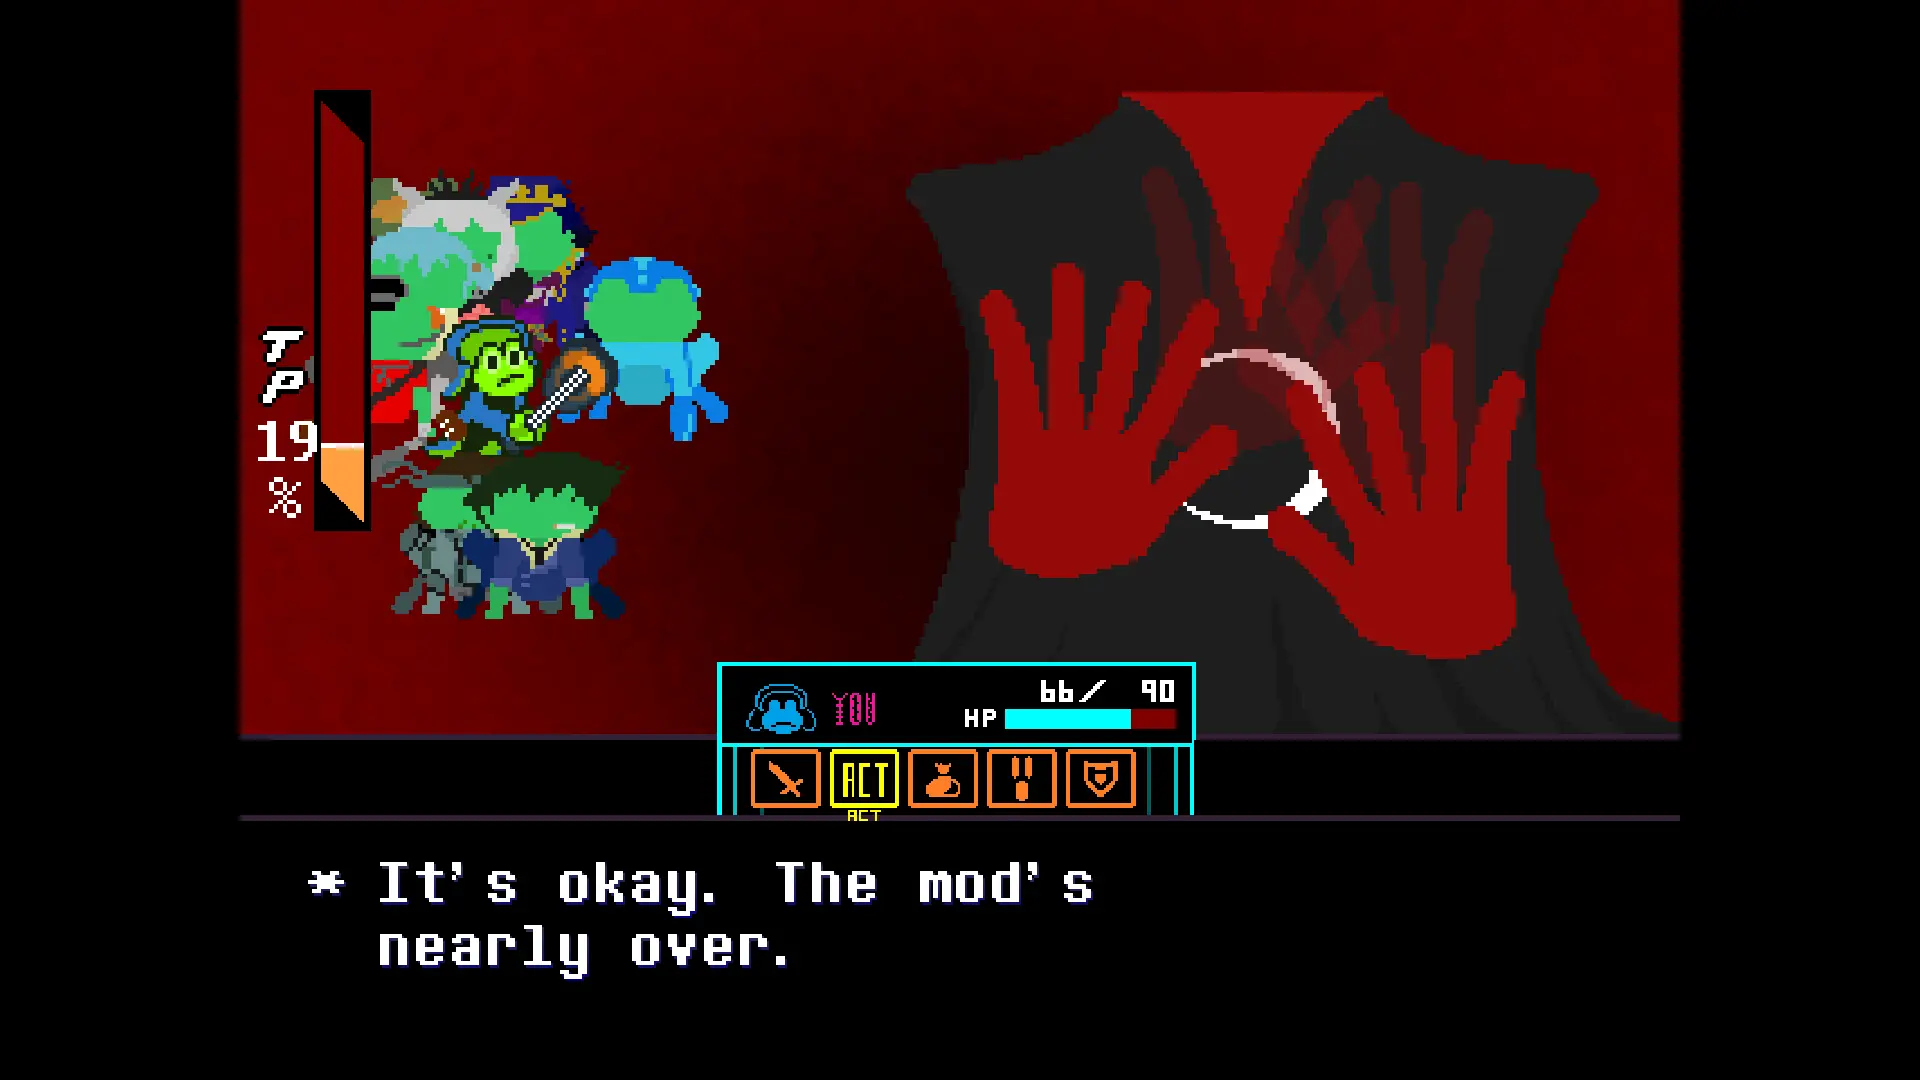 TP
19
%
YOU
66/ 90
HP
ACT
ACT
* It's okay. The mod's
nearly over.